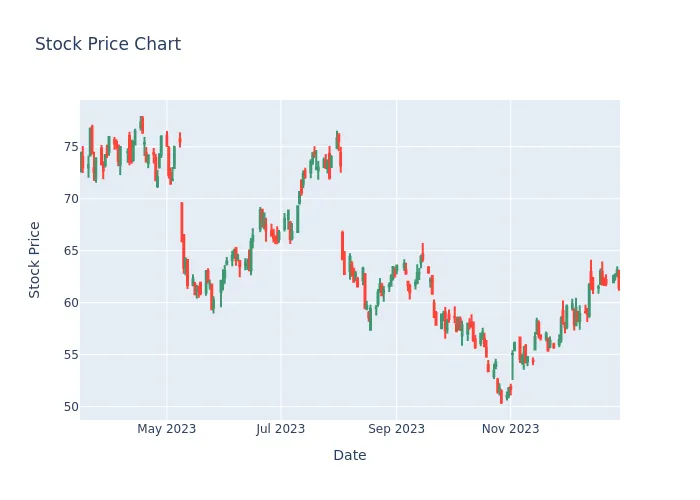 Stock Price Chart
Stock Price
75
70
65
60
55
50
May 2023
Jul 2023
Sep 2023
Nov 2023
Date